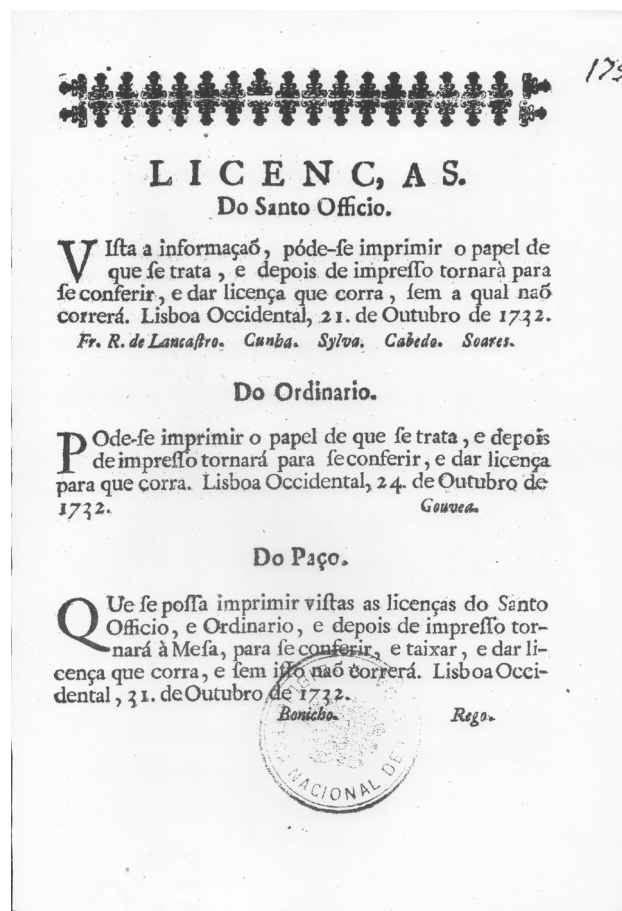 LICENC,AS.
Do Santo Officio.
VIſta a informaçaõ, póde-ſe imprimir o papel de
que ſe trata, e depois de impreſſo tornarà para
ſe conferir, e dar licença que corra, ſem a qual naõ
correrá. Lisboa Occidental, 21. de Outubro de 1732.
Fr. R. de Lancaſtro. Cunha. Sylva. Cabedo. Soares.
Do Ordinario.
POde-ſe imprimir o papel de que ſe trata, e depois
de impreſſo tornará para ſe conferir, e dar licença
para que corra. Lisboa Occidental, 24. de Outubro de
1732. Gouvea.
Do Paço.
QUe ſe poſſa imprimir viſtas as licenças do Santo
Officio, e Ordinario, e depois de impreſſo tor-
nará à Meſa, para ſe conferir, e taixar, e dar li-
cença que corra, e ſem iſſo naõ correrá. Lisboa Occi-
dental, 31. de Outubro de 1732.
Bonicho. Rego.
NACIONAL DE